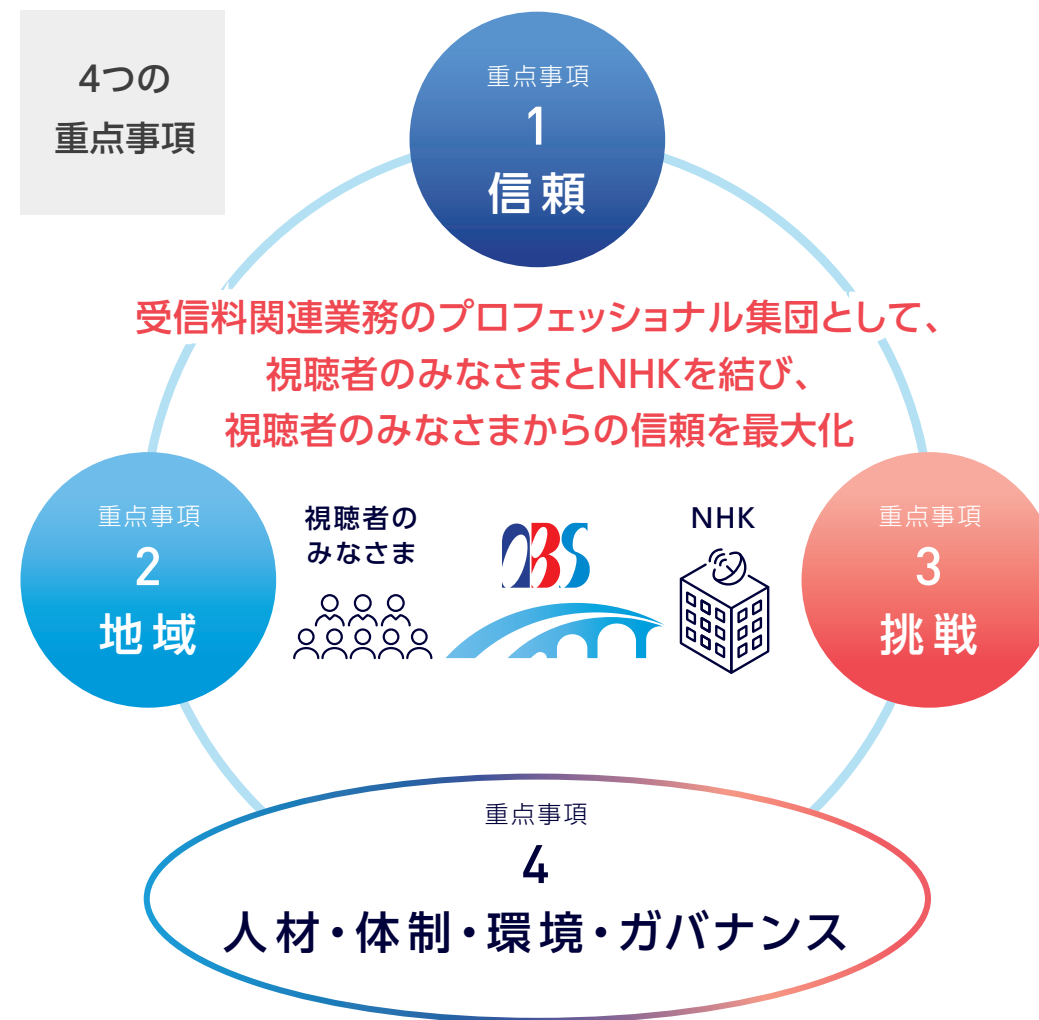 4つの
重点事項
重点事項
1
信頼
受信料関連業務のプロフェッショナル集団として、
視聴者のみなさまとNHKを結び、
視聴者のみなさまからの信頼を最大化
重点事項
2
地域
視聴者の
みなさま
NBS
NHK
重点事項
3
挑戦
重点事項
4
人材・体制・環境・ガバナンス